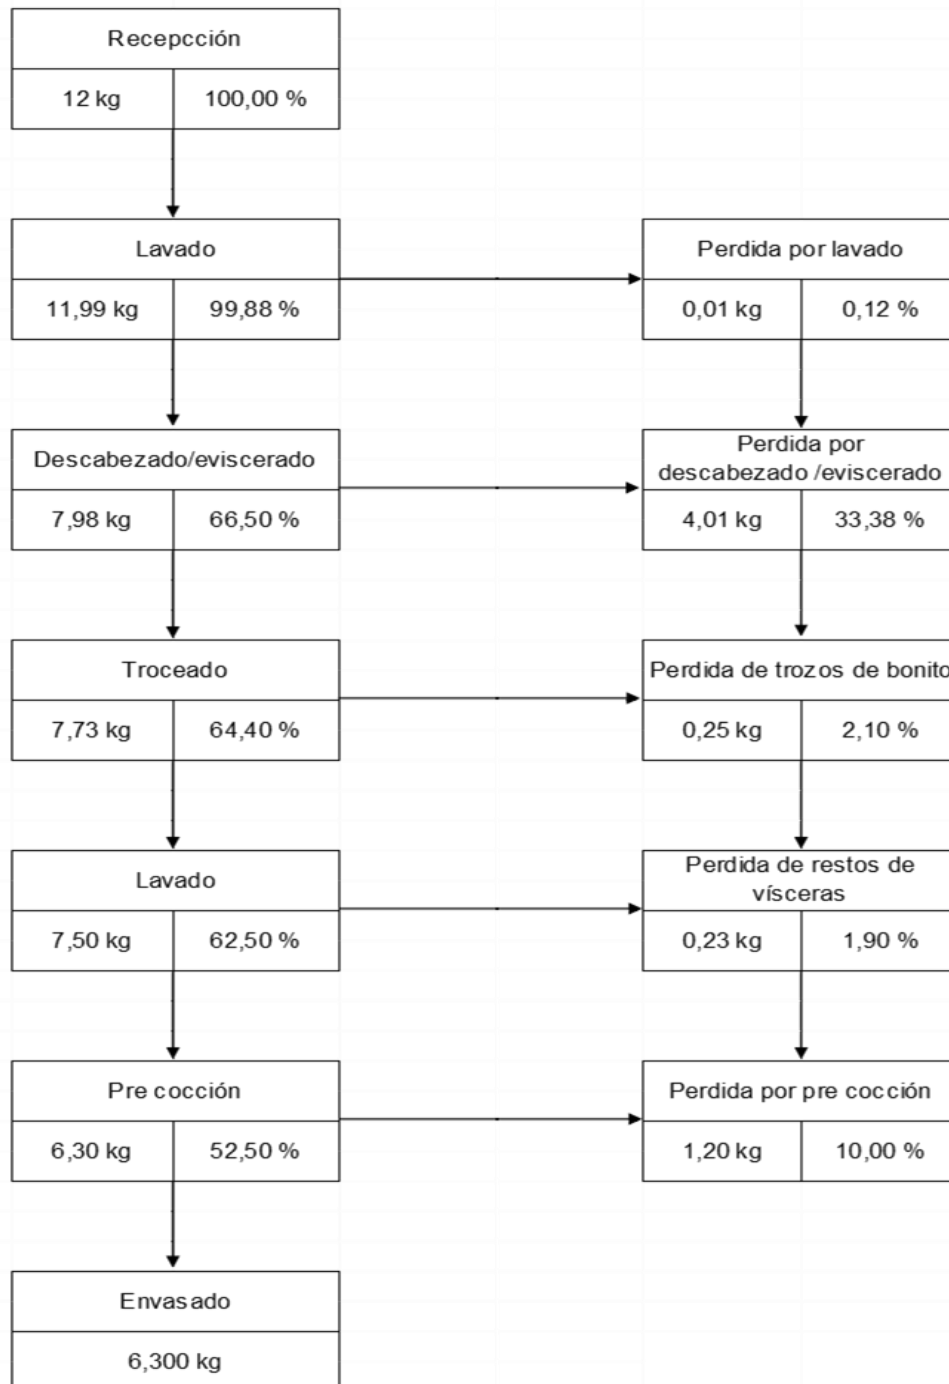 Recepcción
12 kg 100,00 %
Lavado
11,99 kg 99,88 %
Perdida por lavado
0,01 kg 0,12 %
Descabezado/eviscerado
7,98 kg 66,50 %
Perdida por
descabezado /eviscerado
4,01 kg 33,38 %
Troceado
7,73 kg 64,40 %
Perdida de trozos de bonito
0,25 kg 2,10 %
Lavado
7,50 kg 62,50 %
Perdida de restos de
vísceras
0,23 kg 1,90 %
Pre cocción
6,30 kg 52,50 %
Perdida por pre cocción
1,20 kg 10,00 %
Envasado
6,300 kg